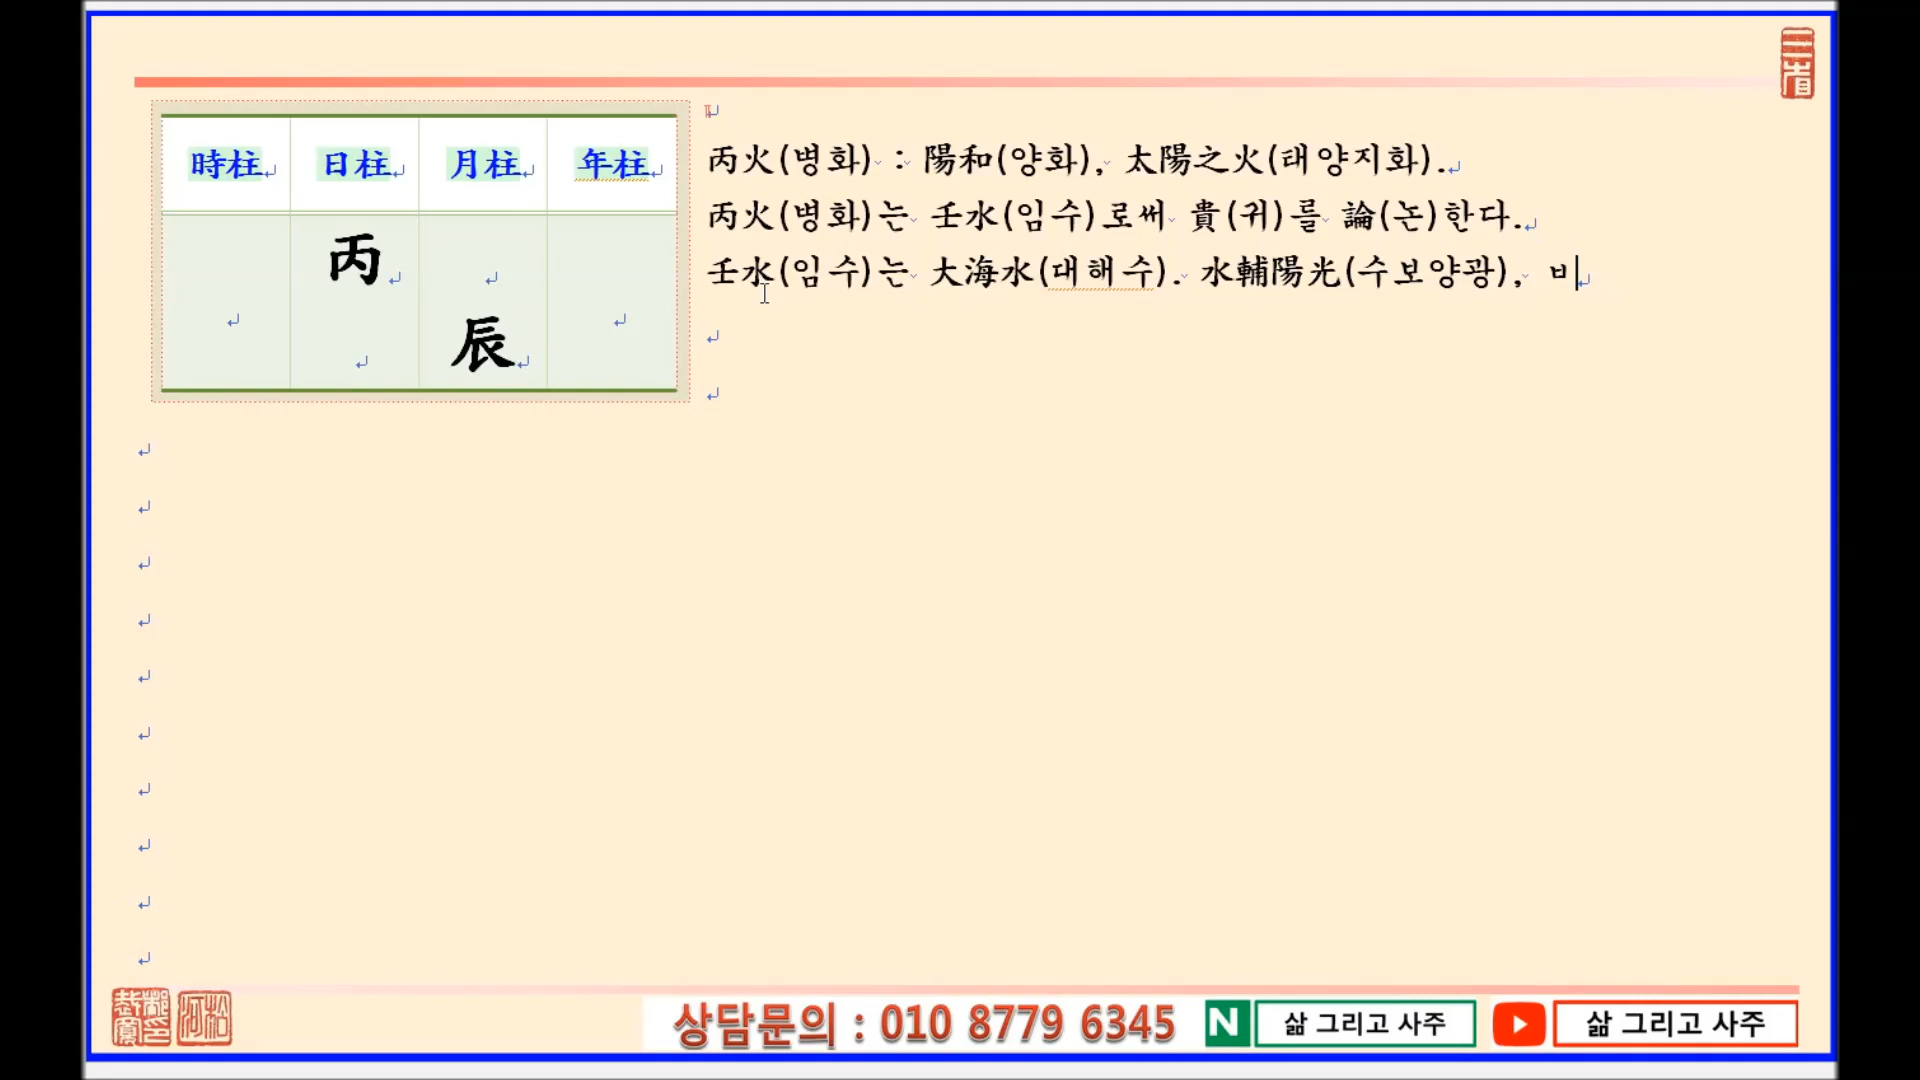 時柱 日柱 月柱 年柱
丙
辰
丙火(병화) : 陽和(양화), 太陽之火(태양지화).
丙火(병화)는 壬水(임수)로써 貴(귀)를 論(논)한다.
壬水(임수)는 大海水(대해수). 水輔陽光(수보양광), 비
상담문의 : 010 8779 6345
N 삶 그리고 사주
삶 그리고 사주